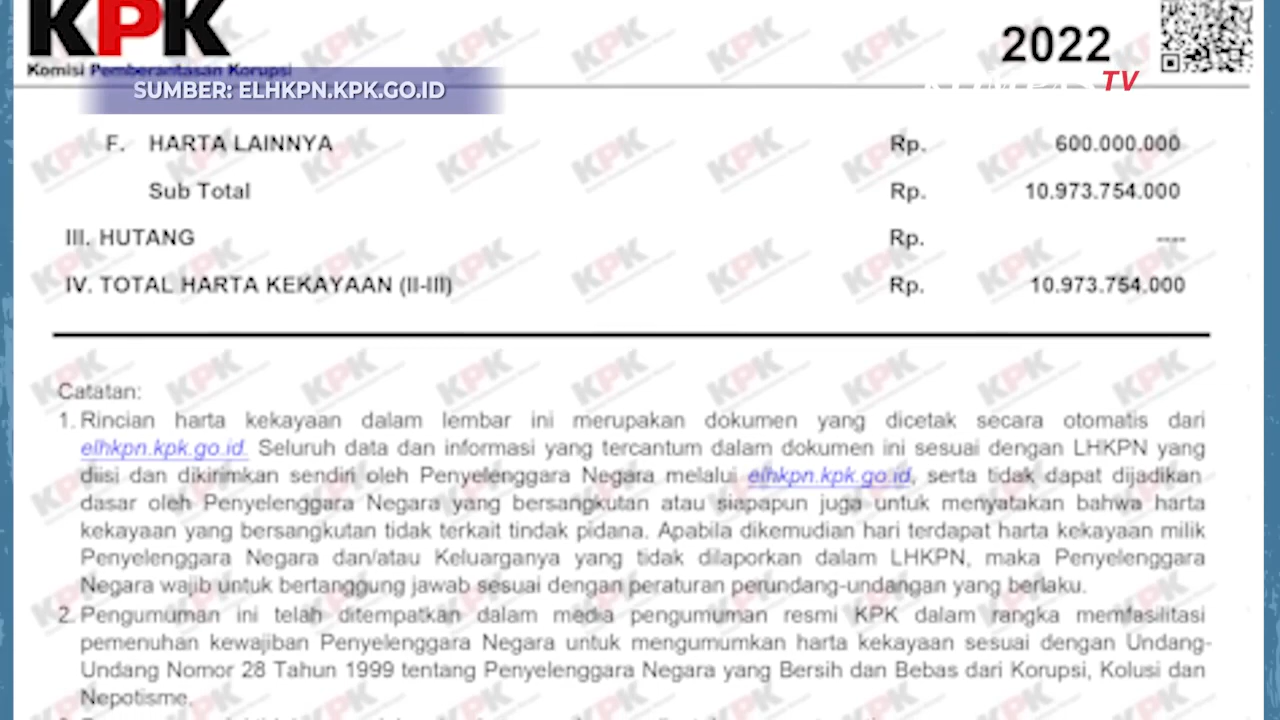 KPK
Komisi Pemberantasan Korupsi
2022
SUMBER: ELHKPN.KPK.GO.ID
KOMPAS TV
F. HARTA LAINNYA Rp. 600.000.000
Sub Total Rp. 10.973.754.000
III. HUTANG Rp. ----
IV. TOTAL HARTA KEKAYAAN (II-III) Rp. 10.973.754.000
Catatan:
1. Rincian harta kekayaan dalam lembar ini merupakan dokumen yang dicetak secara otomatis dari
elhkpn.kpk.go.id. Seluruh data dan informasi yang tercantum dalam dokumen ini sesuai dengan LHKPN yang
diisi dan dikirimkan sendiri oleh Penyelenggara Negara melalui elhkpn.kpk.go.id, serta tidak dapat dijadikan
dasar oleh Penyelenggara Negara yang bersangkutan atau siapapun juga untuk menyatakan bahwa harta
kekayaan yang bersangkutan tidak terkait tindak pidana. Apabila dikemudian hari terdapat harta kekayaan milik
Penyelenggara Negara dan/atau Keluarganya yang tidak dilaporkan dalam LHKPN, maka Penyelenggara
Negara wajib untuk bertanggung jawab sesuai dengan peraturan perundang-undangan yang berlaku.
2. Pengumuman ini telah ditempatkan dalam media pengumuman resmi KPK dalam rangka memfasilitasi
pemenuhan kewajiban Penyelenggara Negara untuk mengumumkan harta kekayaan sesuai dengan Undang-
Undang Nomor 28 Tahun 1999 tentang Penyelenggara Negara yang Bersih dan Bebas dari Korupsi, Kolusi dan
Nepotisme.